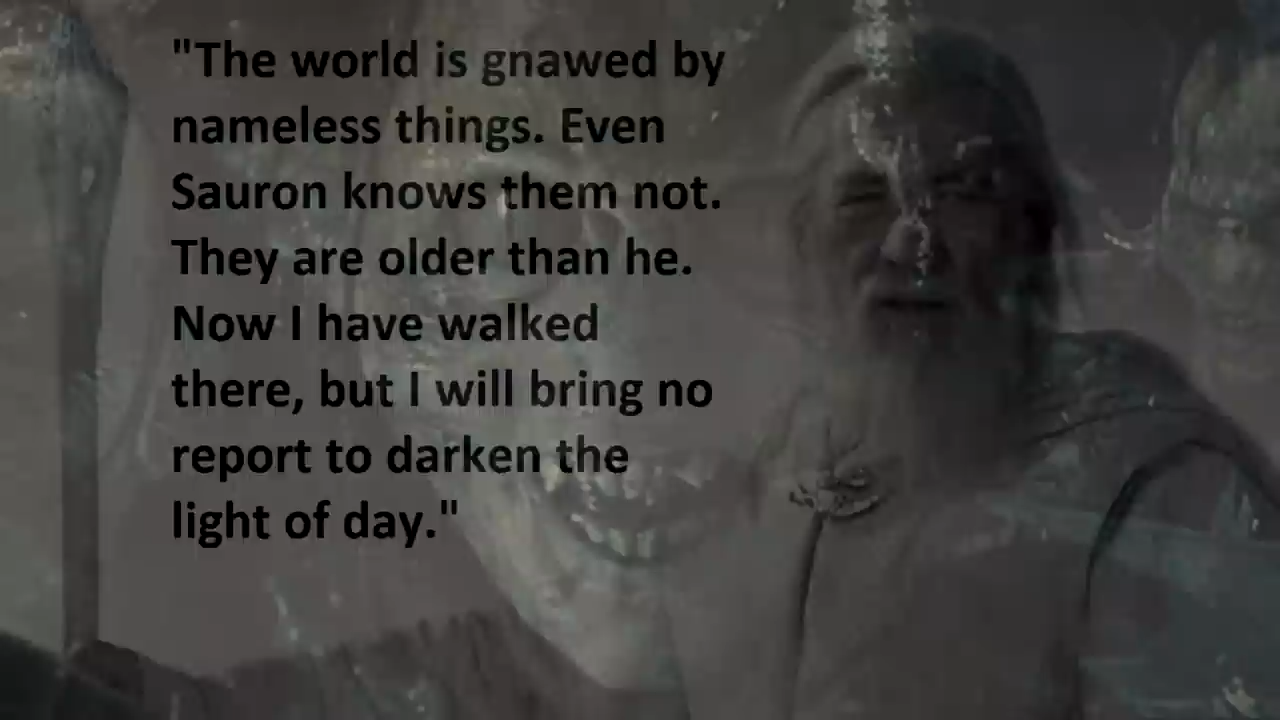 "The world is gnawed by
nameless things. Even
Sauron knows them not.
They are older than he.
Now I have walked
there, but I will bring no
report to darken the
light of day."